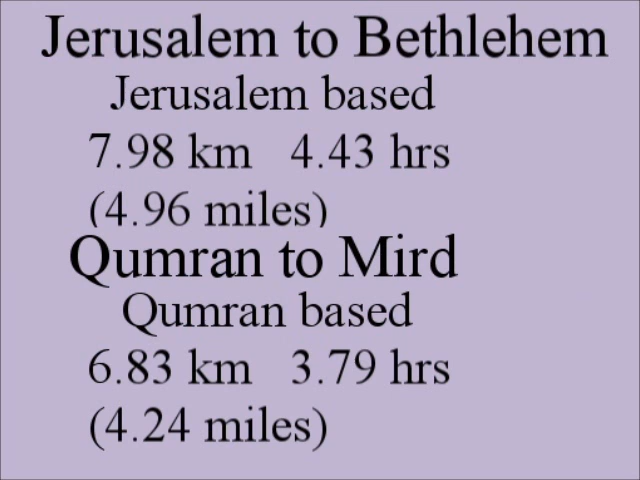 Jerusalem to Bethlehem
Jerusalem based
7.98 km 4.43 hrs
(4.96 miles)
Qumran to Mird
Qumran based
6.83 km 3.79 hrs
(4.24 miles)